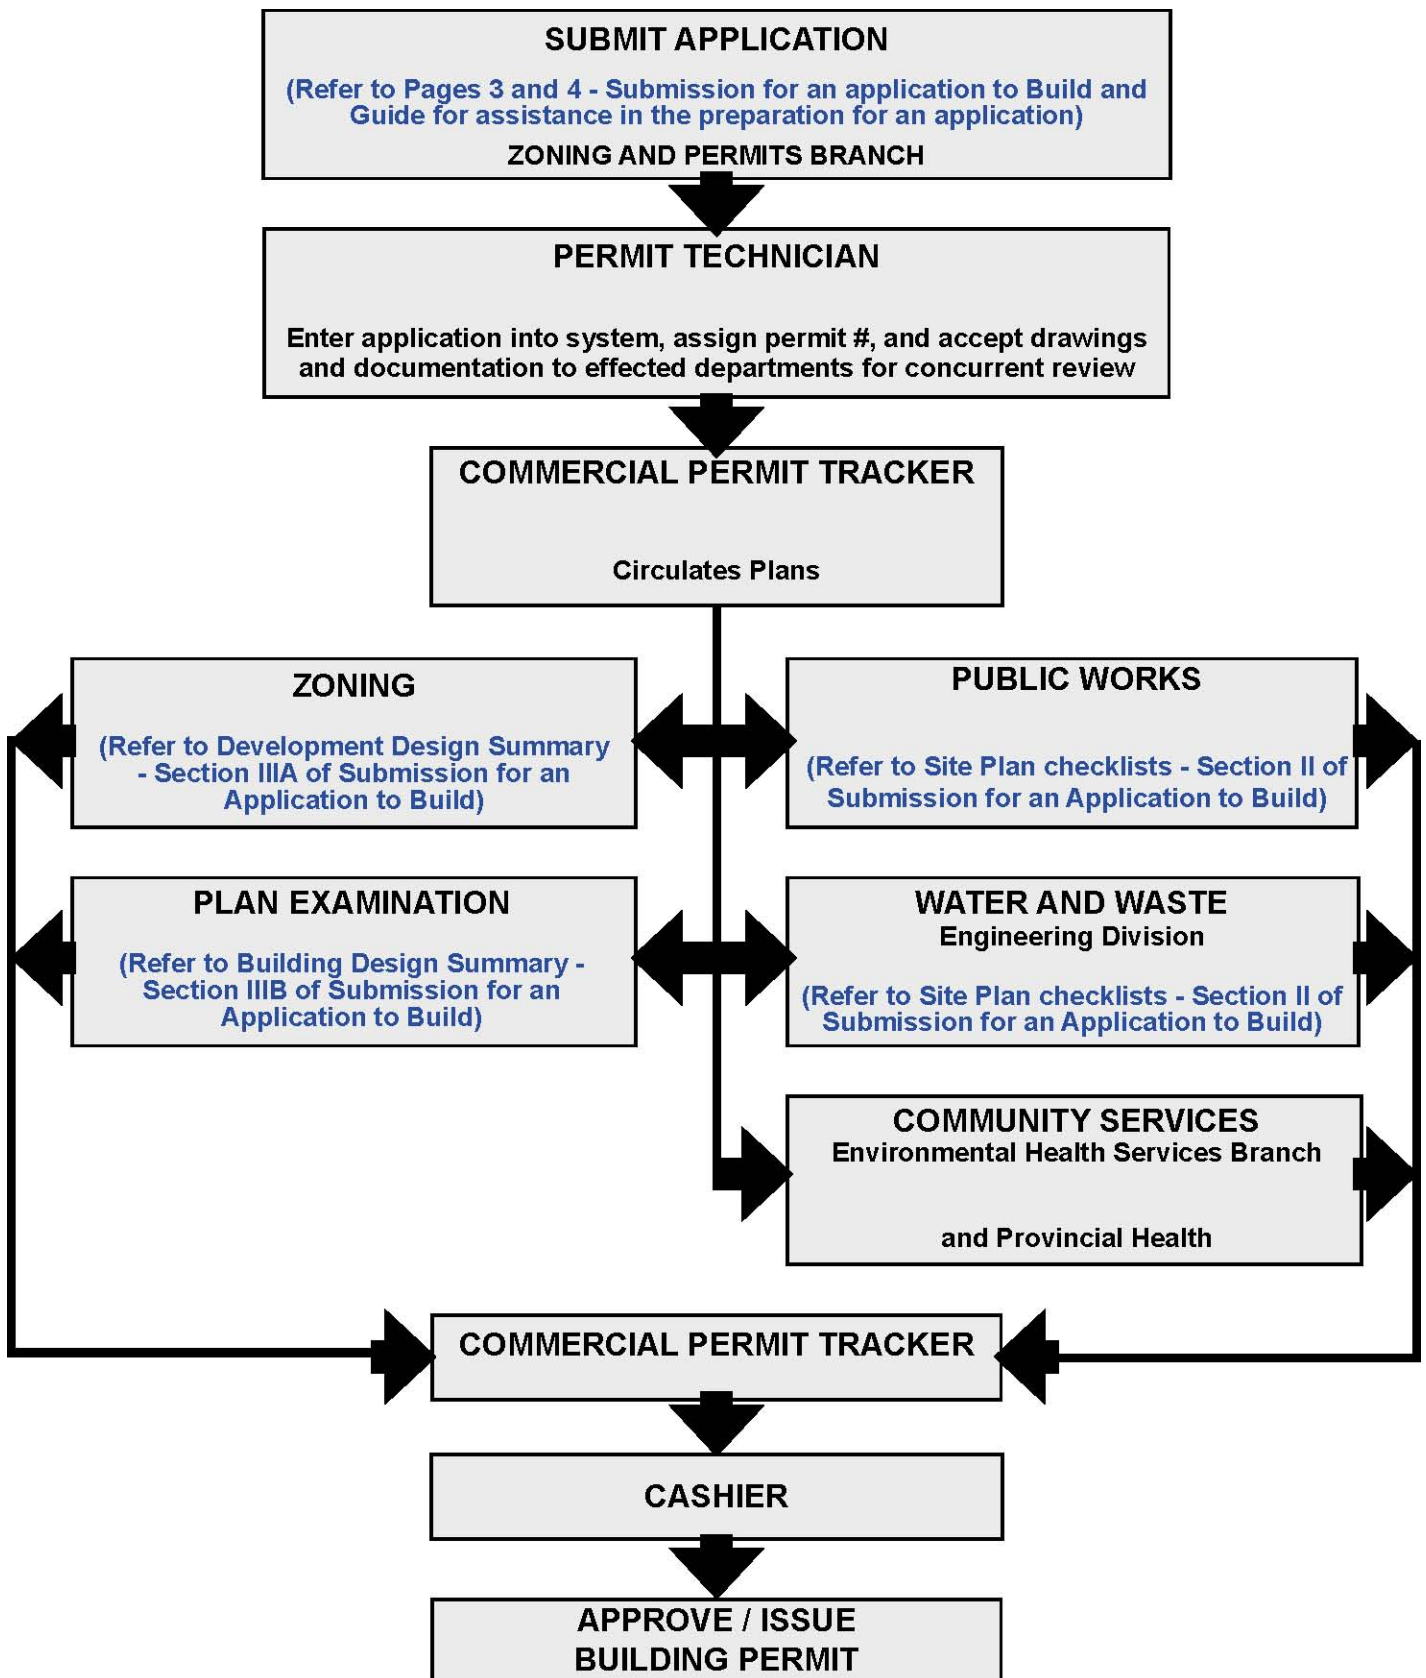 SUBMIT APPLICATION
(Refer to Pages 3 and 4 - Submission for an application to Build and
Guide for assistance in the preparation for an application)
ZONING AND PERMITS BRANCH
PERMIT TECHNICIAN
Enter application into system, assign permit #, and accept drawings
and documentation to effected departments for concurrent review
COMMERCIAL PERMIT TRACKER
Circulates Plans
ZONING
(Refer to Development Design Summary
- Section IIIA of Submission for an
Application to Build)
PUBLIC WORKS
(Refer to Site Plan checklists - Section II of
Submission for an Application to Build)
PLAN EXAMINATION
(Refer to Building Design Summary -
Section IIIB of Submission for an
Application to Build)
WATER AND WASTE
Engineering Division
(Refer to Site Plan checklists - Section II of
Submission for an Application to Build)
COMMUNITY SERVICES
Environmental Health Services Branch
and Provincial Health
COMMERCIAL PERMIT TRACKER
CASHIER
APPROVE / ISSUE
BUILDING PERMIT